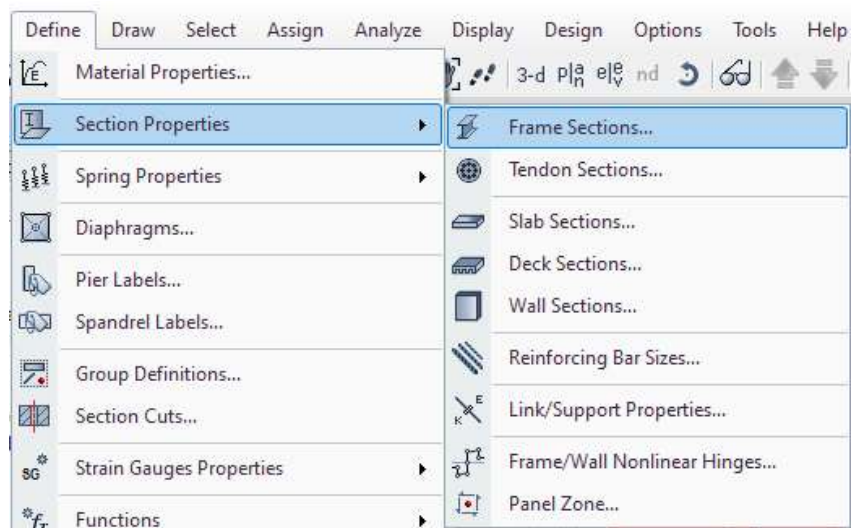 Define Draw Select Assign Analyze Display Design Options Tools Help
3-d nd
Material Properties...
Section Properties
Spring Properties
Diaphragms...
Pier Labels...
Spandrel Labels...
Group Definitions...
Section Cuts...
SG Strain Gauges Properties
Functions
Frame Sections...
Tendon Sections...
Slab Sections...
Deck Sections...
Wall Sections...
Reinforcing Bar Sizes...
Link/Support Properties...
Frame/Wall Nonlinear Hinges...
Panel Zone...